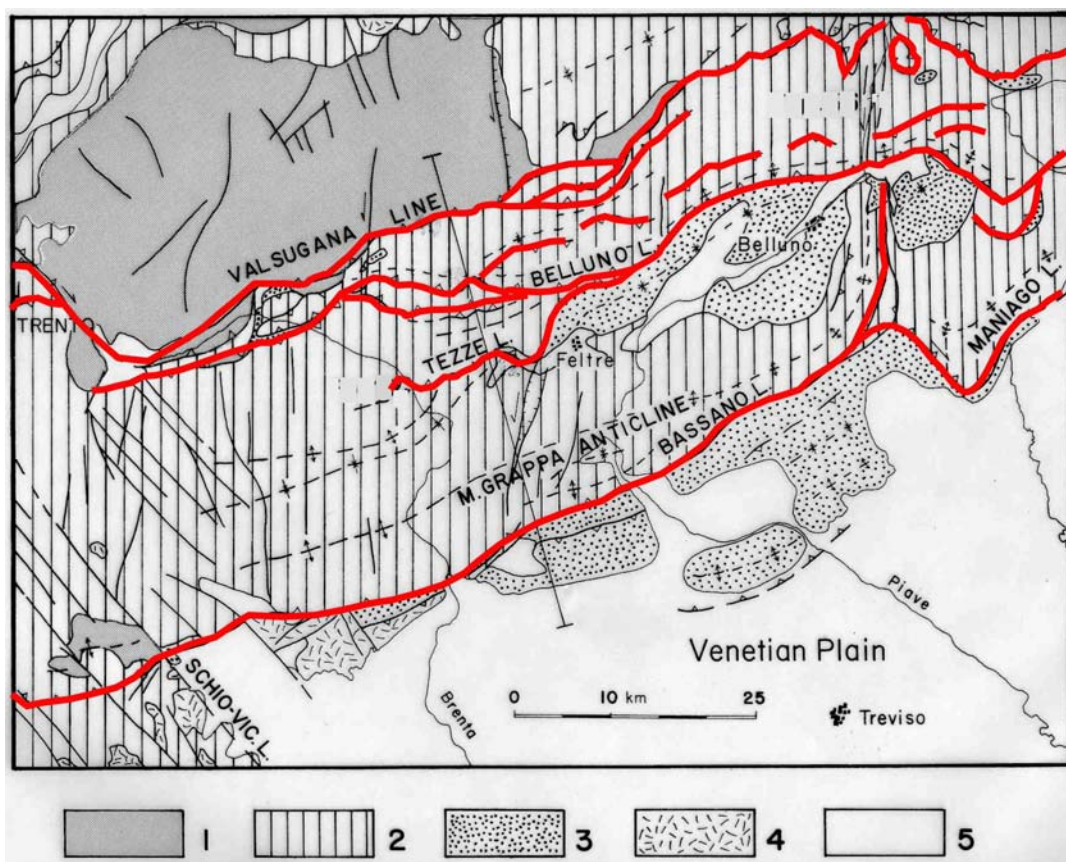 VALSUGANA LINE
TRENTO
BELLUNO L.
Belluno
TEZZE L.
Feltre
MANIAGO L.
M. GRAPPA ANTICLINE
BASSANO L.
Piave
Venetian Plain
SCHIO-VIC. L.
Brenta
0 10 km 25
Treviso
1 2 3 4 5